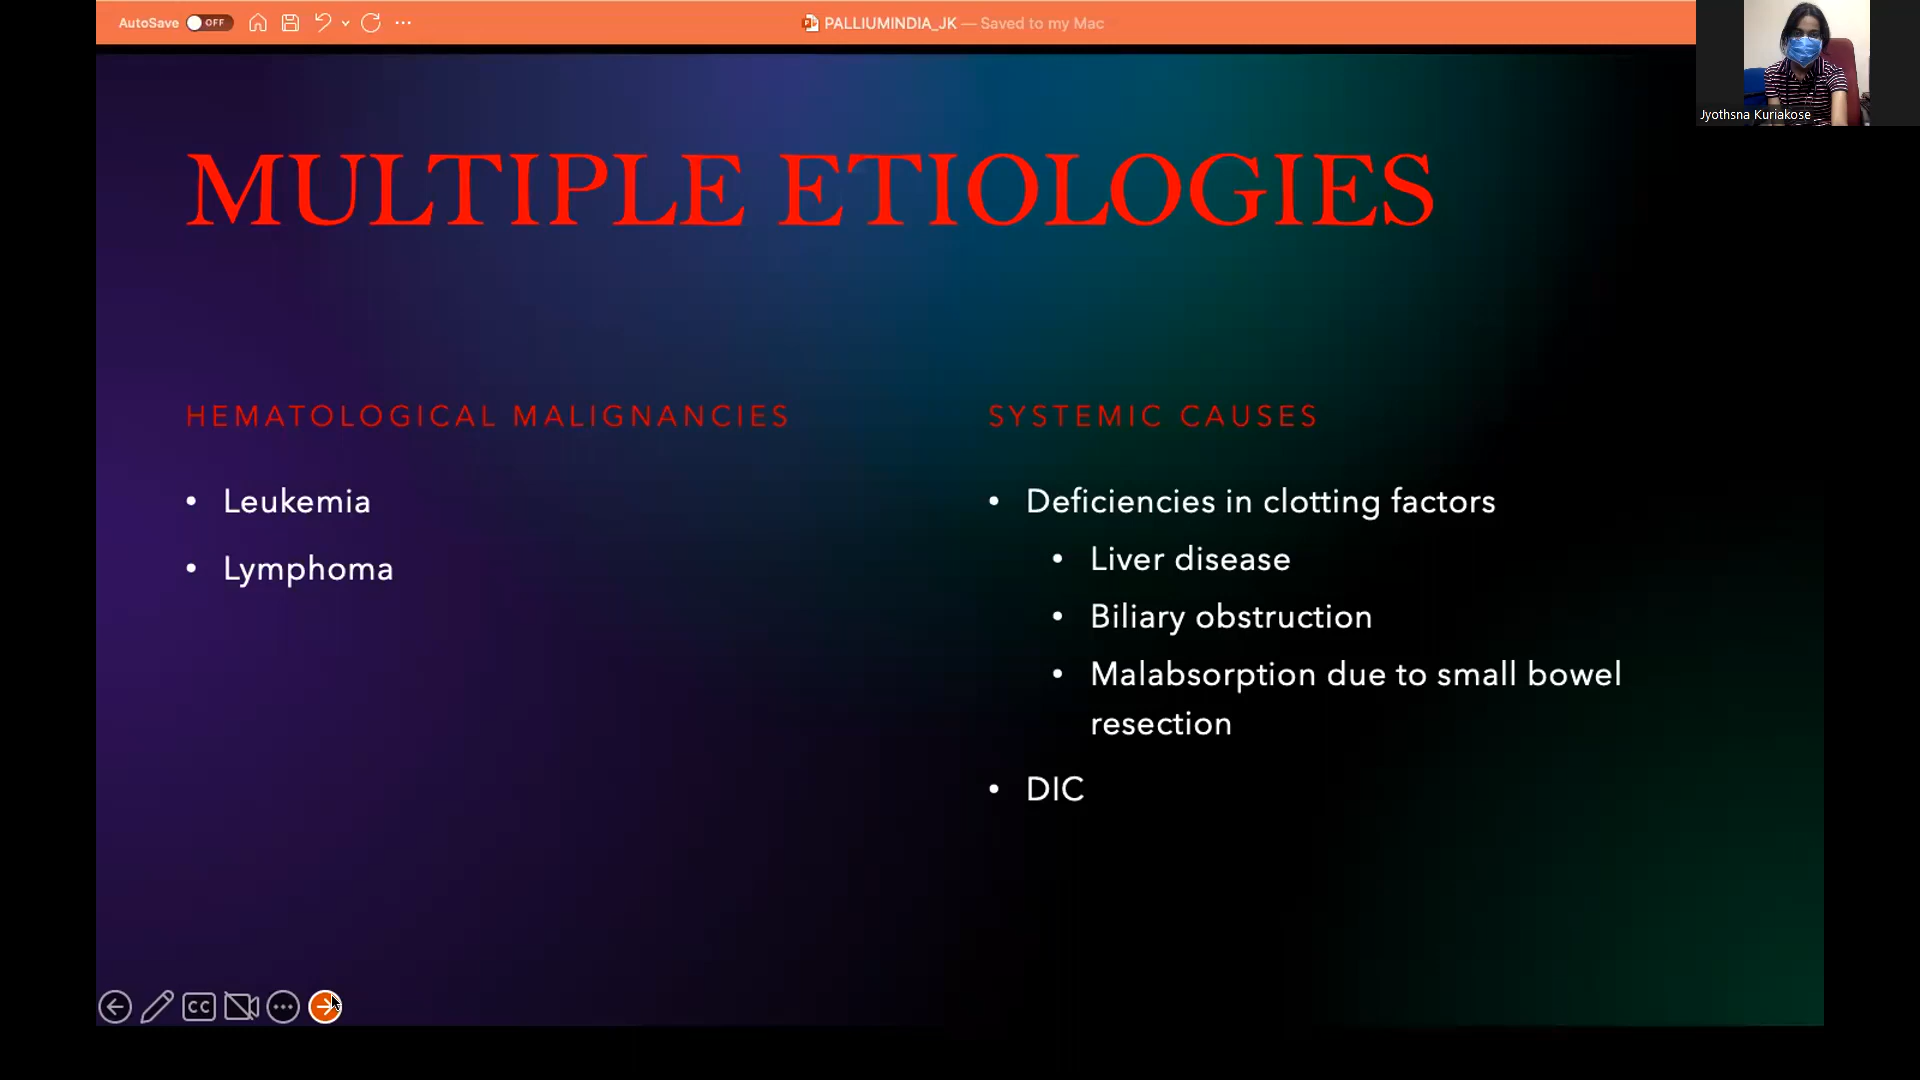 AutoSave OFF
PALLIUMINDIA_JK — Saved to my Mac
Jyothsna Kuriakose
MULTIPLE ETIOLOGIES
HEMATOLOGICAL MALIGNANCIES
• Leukemia
• Lymphoma
SYSTEMIC CAUSES
• Deficiencies in clotting factors
• Liver disease
• Biliary obstruction
• Malabsorption due to small bowel
resection
• DIC
CC